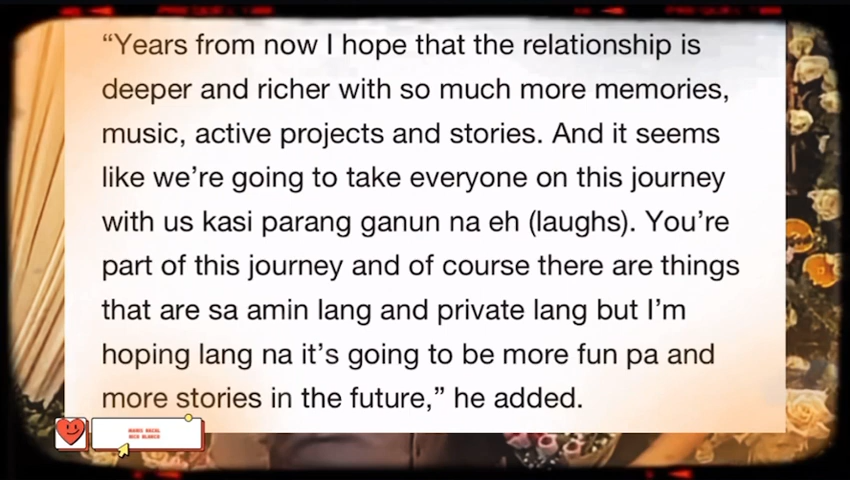 “Years from now I hope that the relationship is
deeper and richer with so much more memories,
music, active projects and stories. And it seems
like we’re going to take everyone on this journey
with us kasi parang ganun na eh (laughs). You’re
part of this journey and of course there are things
that are sa amin lang and private lang but I’m
hoping lang na it’s going to be more fun pa and
more stories in the future,” he added.